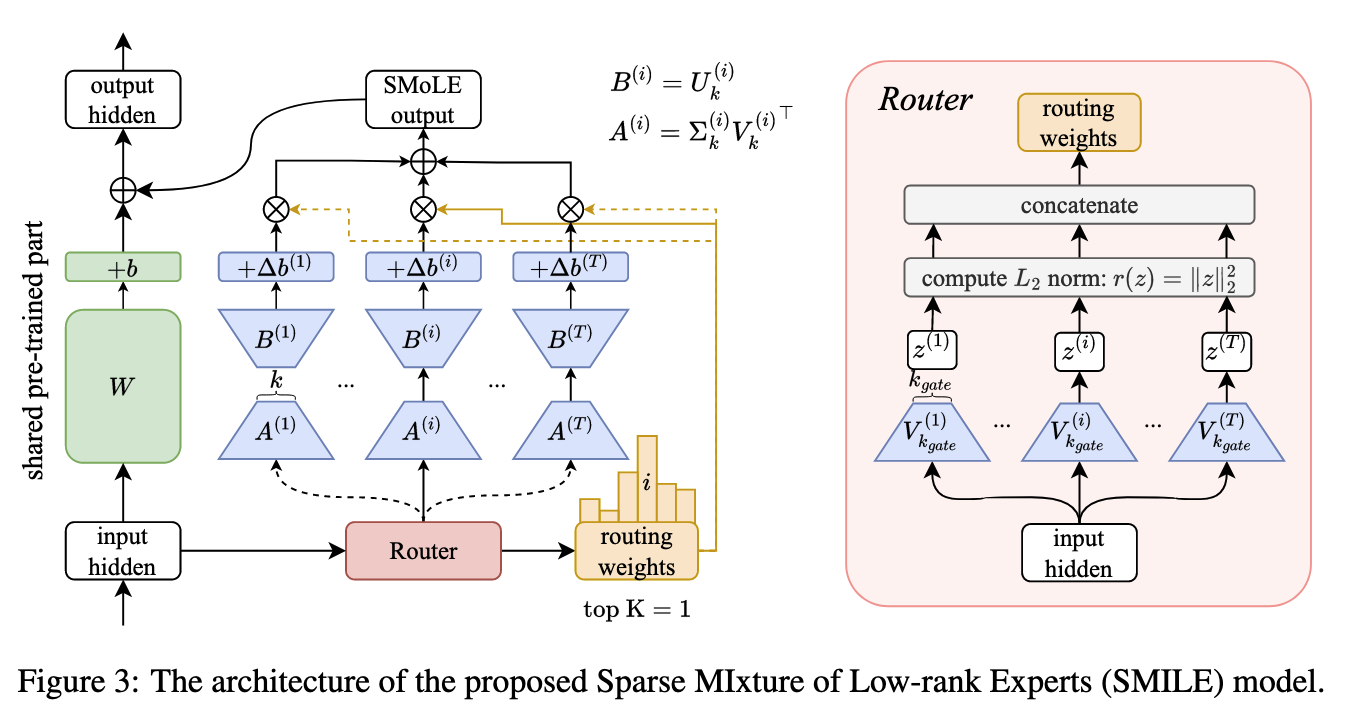 output
hidden
SMoLE
output
B^{(i)} = U_k^{(i)}
A^{(i)} = Σ_k^{(i)} V_k^{(i)⊤}
shared pre-trained part
+b
+Δb^{(1)}
+Δb^{(i)}
+Δb^{(T)}
W
B^{(1)}
B^{(i)}
B^{(T)}
k
...
...
A^{(1)}
A^{(i)}
A^{(T)}
i
input
hidden
Router
routing
weights
top K = 1
Router
routing
weights
concatenate
compute L_2 norm: r(z) = ‖z‖_2^2
z^{(1)}
z^{(i)}
z^{(T)}
k_{gate}
V_{k_{gate}}^{(1)}
...
V_{k_{gate}}^{(i)}
...
V_{k_{gate}}^{(T)}
input
hidden
Figure 3: The architecture of the proposed Sparse MIxture of Low-rank Experts (SMILE) model.